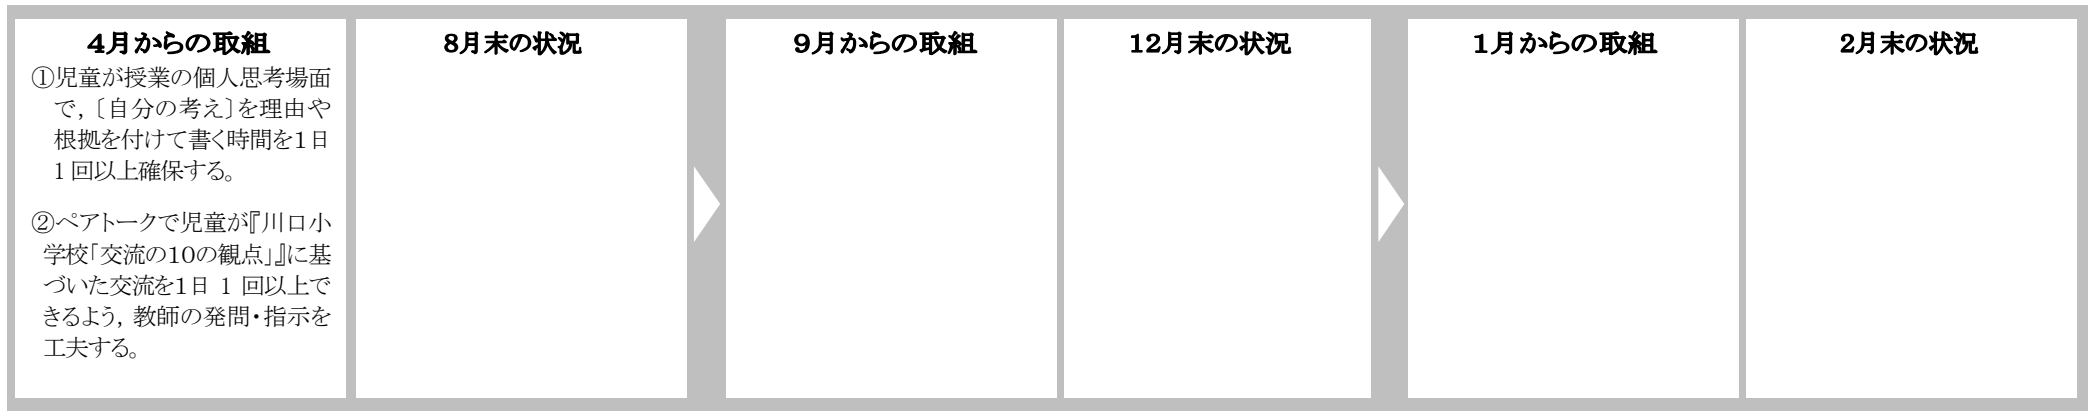 4月からの取組
①児童が授業の個人思考場面
で，〔自分の考え〕を理由や
根拠を付けて書く時間を1日
1回以上確保する。
②ペアトークで児童が『川口小
学校「交流の10の観点」』に基
づいた交流を1日 1 回以上で
きるよう，教師の発問・指示を
工夫する。
8月末の状況
9月からの取組
12月末の状況
1月からの取組
2月末の状況